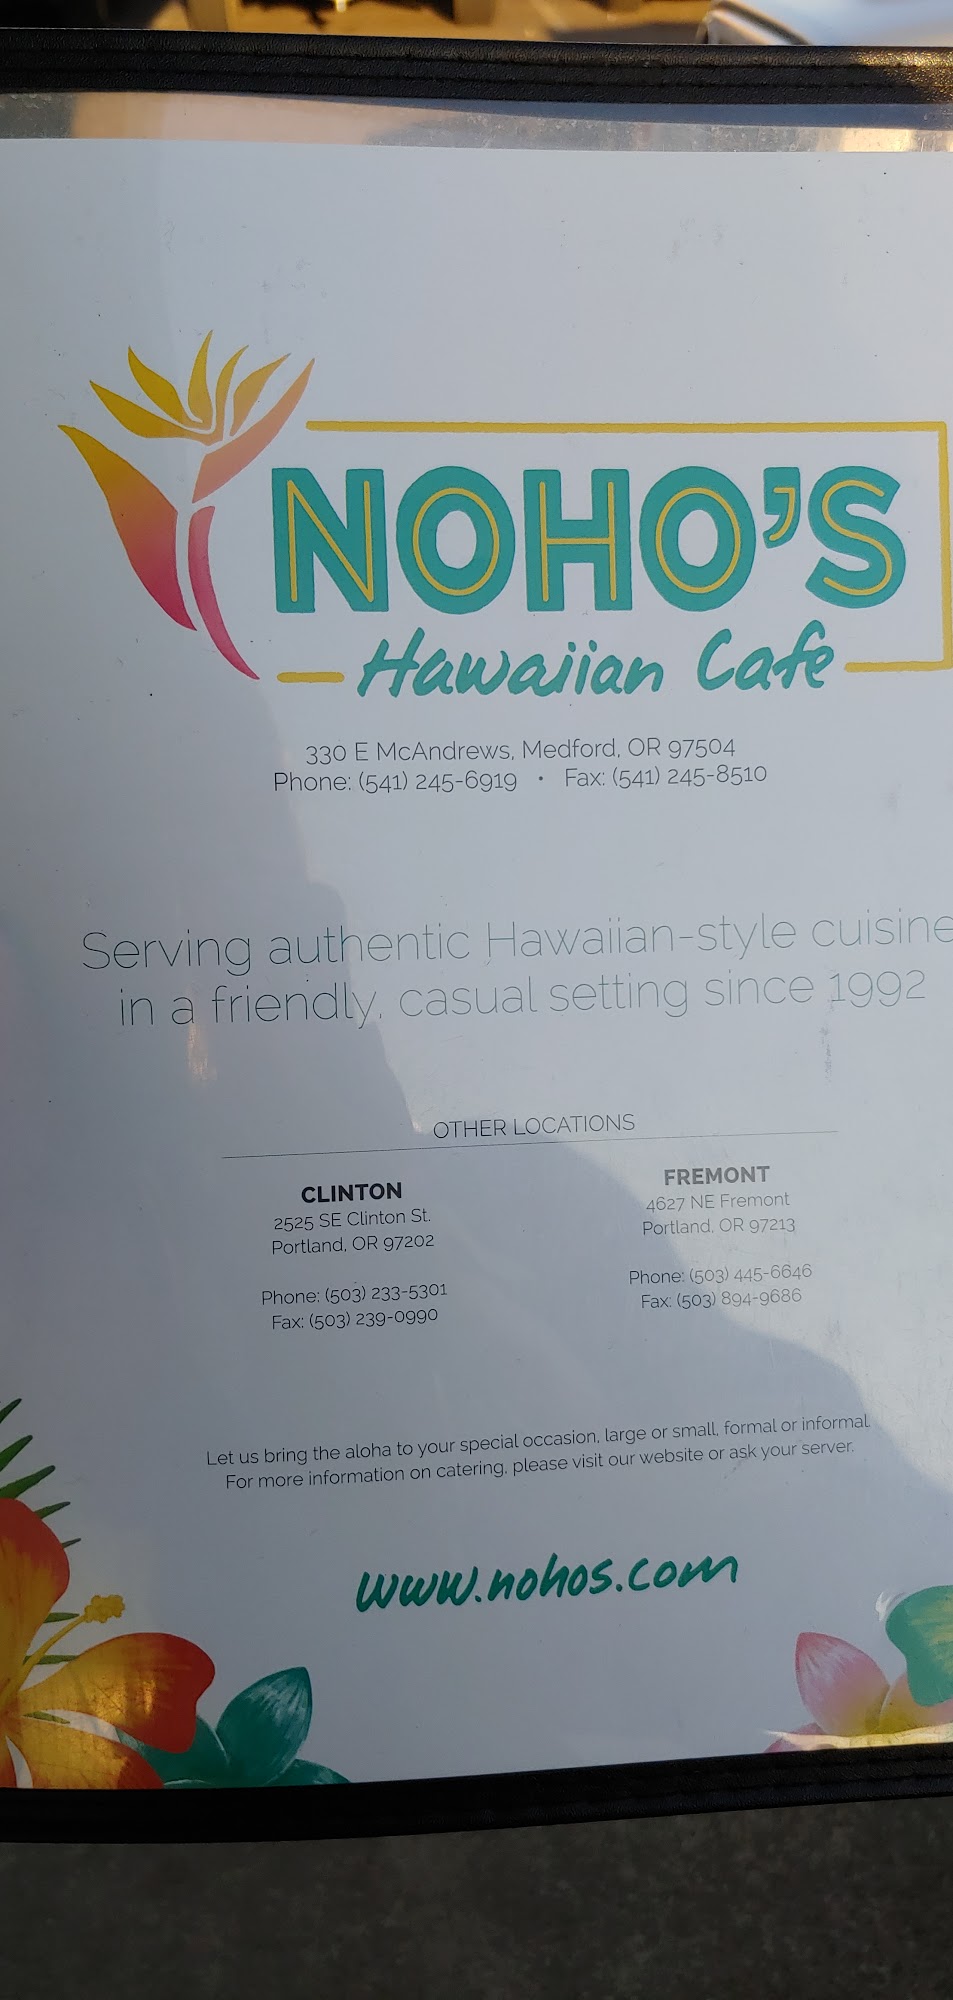 NOHO'S
Hawaiian Cafe
330 E McAndrews, Medford, OR 97504
Phone: (541) 245-6919 • Fax: (541) 245-8510
Serving authentic Hawaiian-style cuisine
in a friendly, casual setting since 1992
OTHER LOCATIONS
CLINTON
2525 SE Clinton St.
Portland, OR 97202
Phone: (503) 233-5301
Fax: (503) 239-0990
FREMONT
4627 NE Fremont
Portland, OR 97213
Phone: (503) 445-6646
Fax: (503) 894-9686
Let us bring the aloha to your special occasion, large or small, formal or informal.
For more information on catering, please visit our website or ask your server.
www.nohos.com